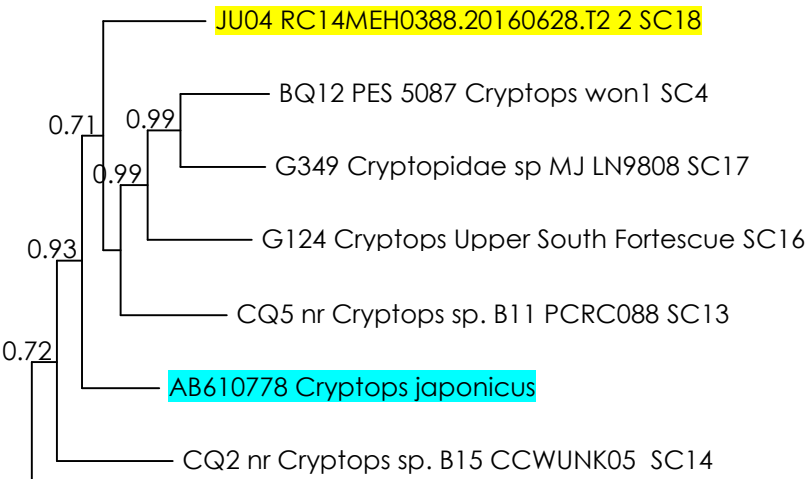 JU04 RC14MEH0388.20160628.T2 2 SC18
BQ12 PES 5087 Cryptops won1 SC4
0.71
0.99
G349 Cryptopidae sp MJ LN9808 SC17
0.99
G124 Cryptops Upper South Fortescue SC16
0.93
CQ5 nr Cryptops sp. B11 PCRC088 SC13
0.72
AB610778 Cryptops japonicus
CQ2 nr Cryptops sp. B15 CCWUNK05  SC14